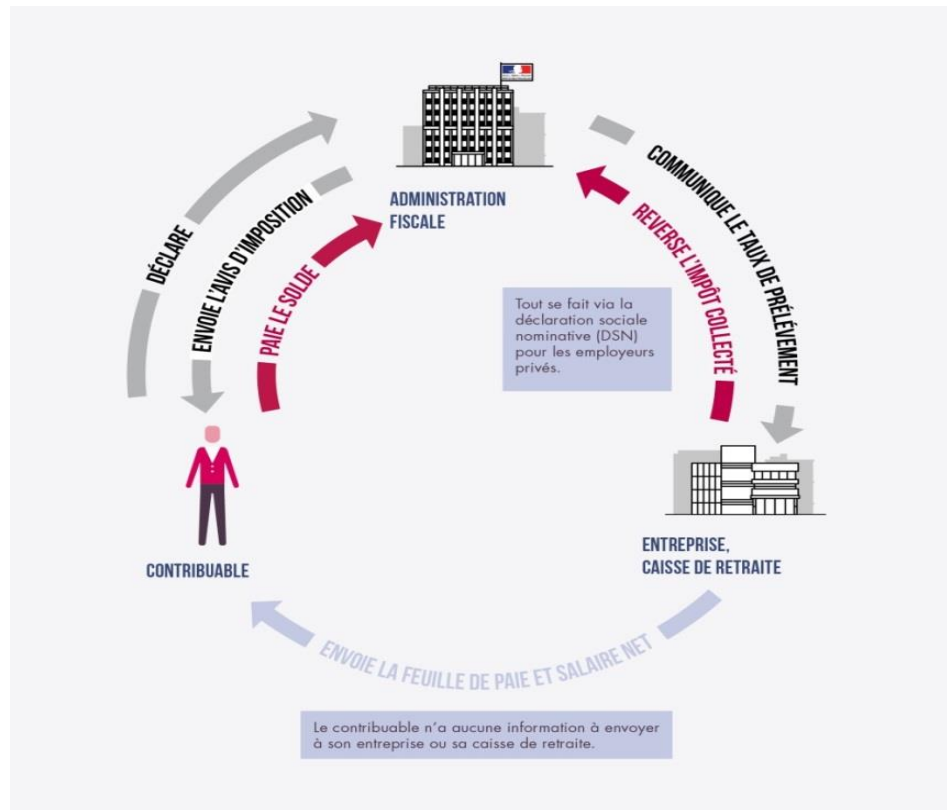 ADMINISTRATION
FISCALE
DÉCLARE
ENVOIE L'AVIS D'IMPOSITION
PAIE LE SOLDE
COMMUNIQUE LE TAUX DE PRÉLÉVEMENT
REVERSE L'IMPÔT COLLECTÉ
Tout se fait via la
déclaration sociale
nominative (DSN)
pour les employeurs
privés.
CONTRIBUABLE
ENTREPRISE,
CAISSE DE RETRAITE
ENVOIE LA FEUILLE DE PAIE ET SALAIRE NET
Le contribuable n'a aucune information à envoyer
à son entreprise ou sa caisse de retraite.